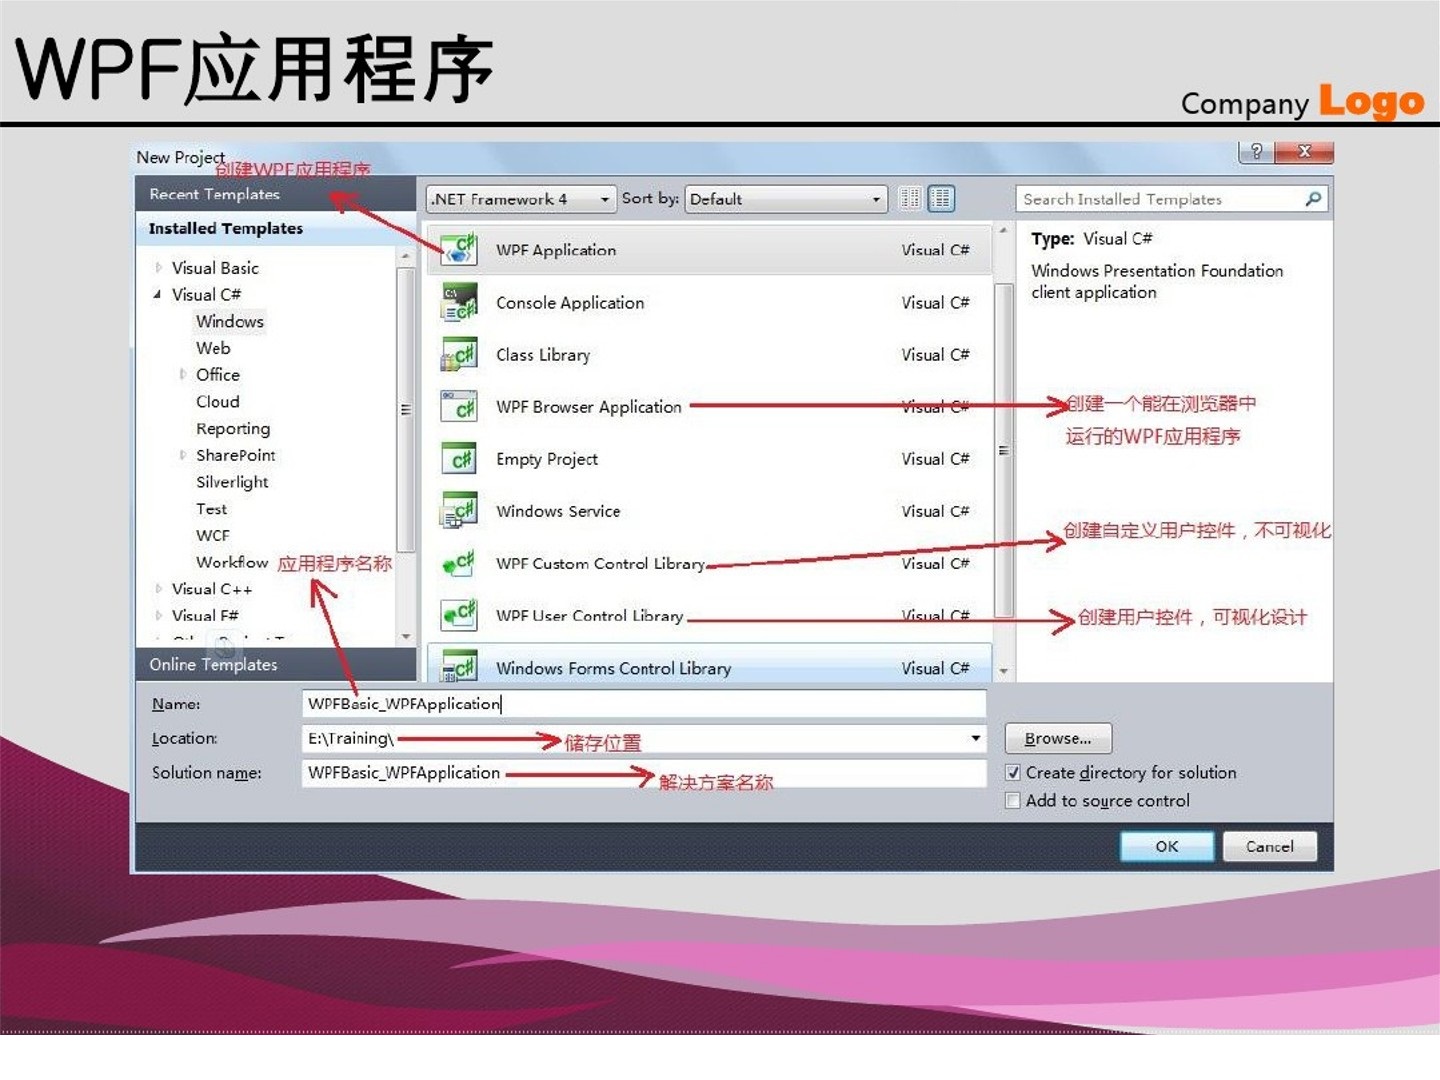 WPF应用程序
Company Logo
New Project
创建WPF应用程序
Recent Templates
.NET Framework 4
Sort by: Default
Search Installed Templates
Installed Templates
Visual Basic
Visual C#
Windows
Web
Office
Cloud
Reporting
SharePoint
Silverlight
Test
WCF
Workflow
应用程序名称
Visual C++
Visual F#
Online Templates
WPF Application Visual C#
Console Application Visual C#
Class Library Visual C#
WPF Browser Application Visual C#
Empty Project Visual C#
Windows Service Visual C#
WPF Custom Control Library Visual C#
WPF User Control Library Visual C#
Windows Forms Control Library Visual C#
Type: Visual C#
Windows Presentation Foundation
client application
创建一个能在浏览器中
运行的WPF应用程序
创建自定义用户控件，不可视化
创建用户控件，可视化设计
Name: WPFBasic_WPFApplication
Location: E:\Training\ 储存位置
Browse...
Solution name: WPFBasic_WPFApplication 解决方案名称
Create directory for solution
Add to source control
OK
Cancel